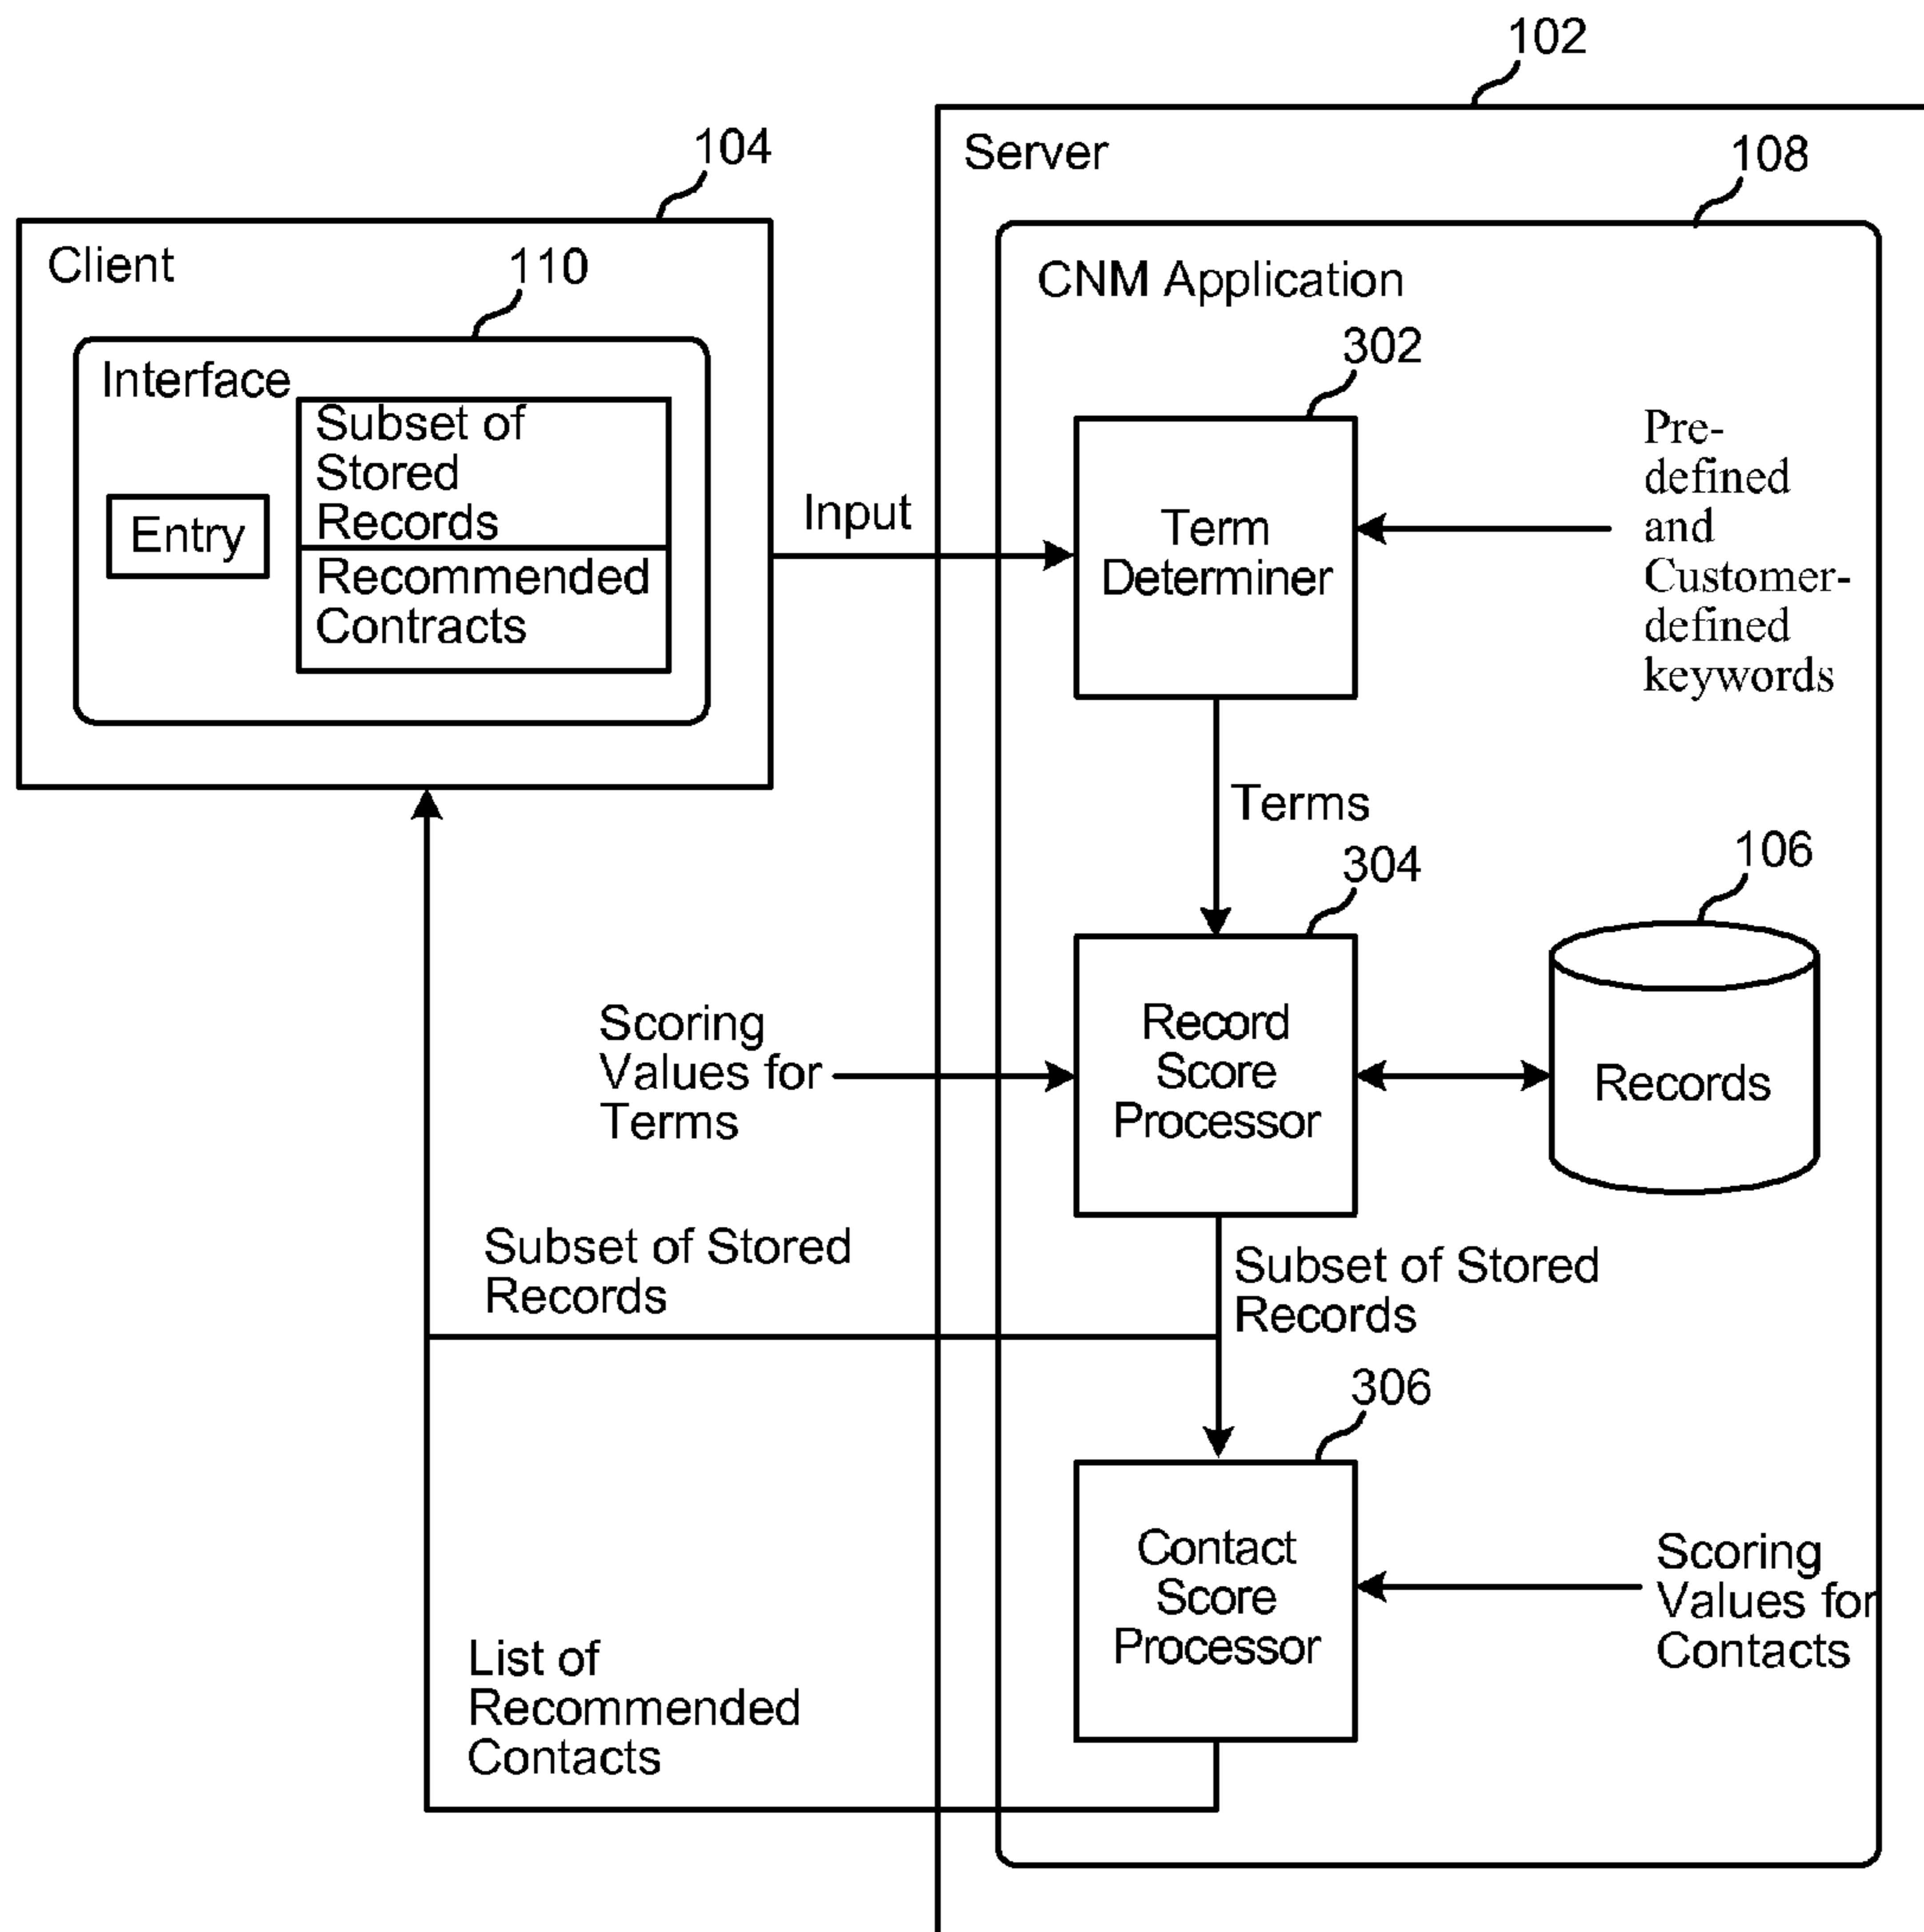 102
Server
104
108
Client
110
CNM Application
Interface
302
Subset of
Stored
Records
Entry
Recommended
Contracts
Input
Term
Determiner
Pre-
defined
and
Customer-
defined
keywords
Terms
304
106
Scoring
Values for
Terms
Record
Score
Processor
Records
Subset of Stored
Records
Subset of Stored
Records
306
Contact
Score
Processor
Scoring
Values for
Contacts
List of
Recommended
Contacts